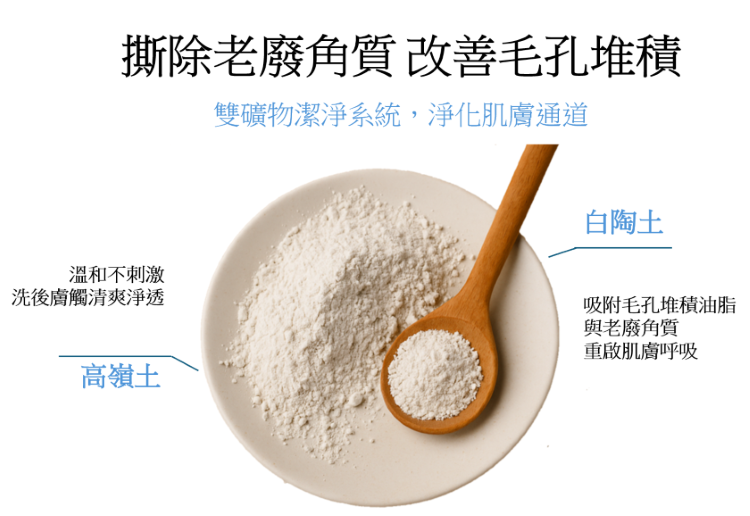 撕除老廢角質 改善毛孔堆積
雙礦物潔淨系統，淨化肌膚通道
白陶土
溫和不刺激
洗後膚觸清爽淨透
吸附毛孔堆積油脂
與老廢角質
重啟肌膚呼吸
高嶺土